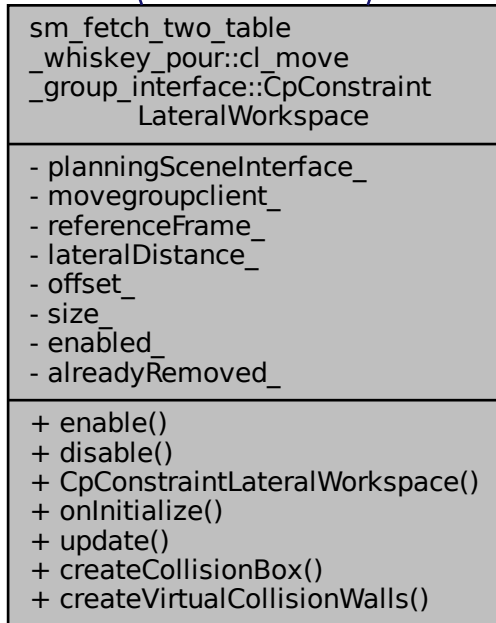 sm_fetch_two_table
_whiskey_pour::cl_move
_group_interface::CpConstraint
LateralWorkspace
- planningSceneInterface_
- movegroupclient_
- referenceFrame_
- lateralDistance_
- offset_
- size_
- enabled_
- alreadyRemoved_
+ enable()
+ disable()
+ CpConstraintLateralWorkspace()
+ onInitialize()
+ update()
+ createCollisionBox()
+ createVirtualCollisionWalls()